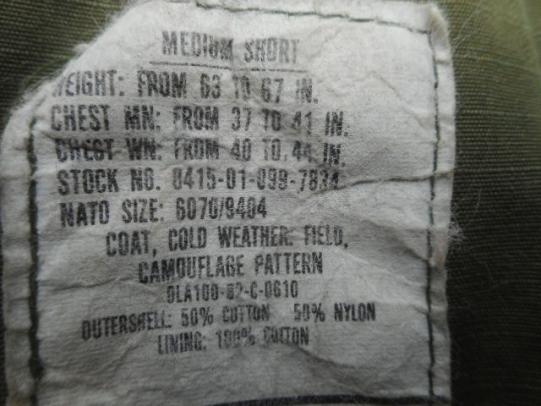 MEDIUM SHORT
HEIGHT: FROM 63 TO 67 IN.
CHEST MN: FROM 37 TO 41 IN.
CHEST WN: FROM 40 TO 44 IN.
STOCK NO. 8415-01-099-7834
NATO SIZE: 6070/9404
COAT, COLD WEATHER: FIELD,
CAMOUFLAGE PATTERN
DLA100-82-C-0610
OUTERSHELL: 50% COTTON 50% NYLON
LINING: 100% COTTON